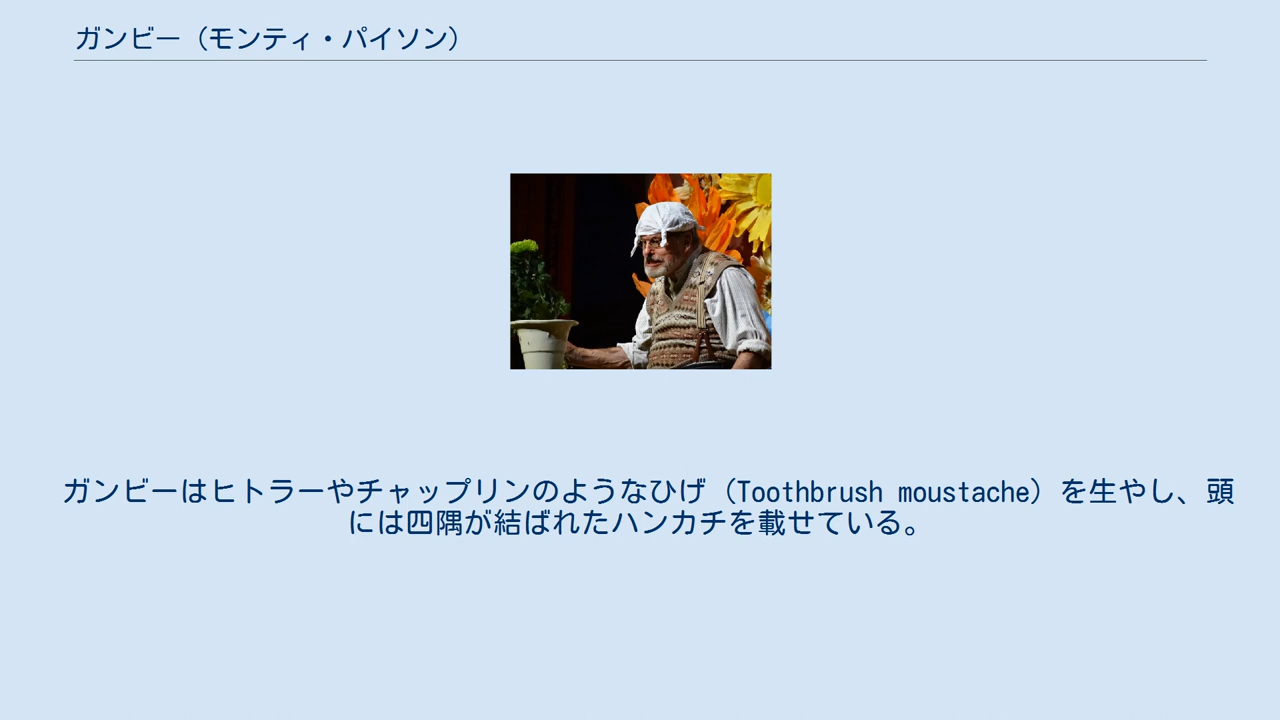 ガンビー（モンティ・パイソン）
ガンビーはヒトラーやチャップリンのようなひげ（Toothbrush moustache）を生やし、頭
には四隅が結ばれたハンカチを載せている。